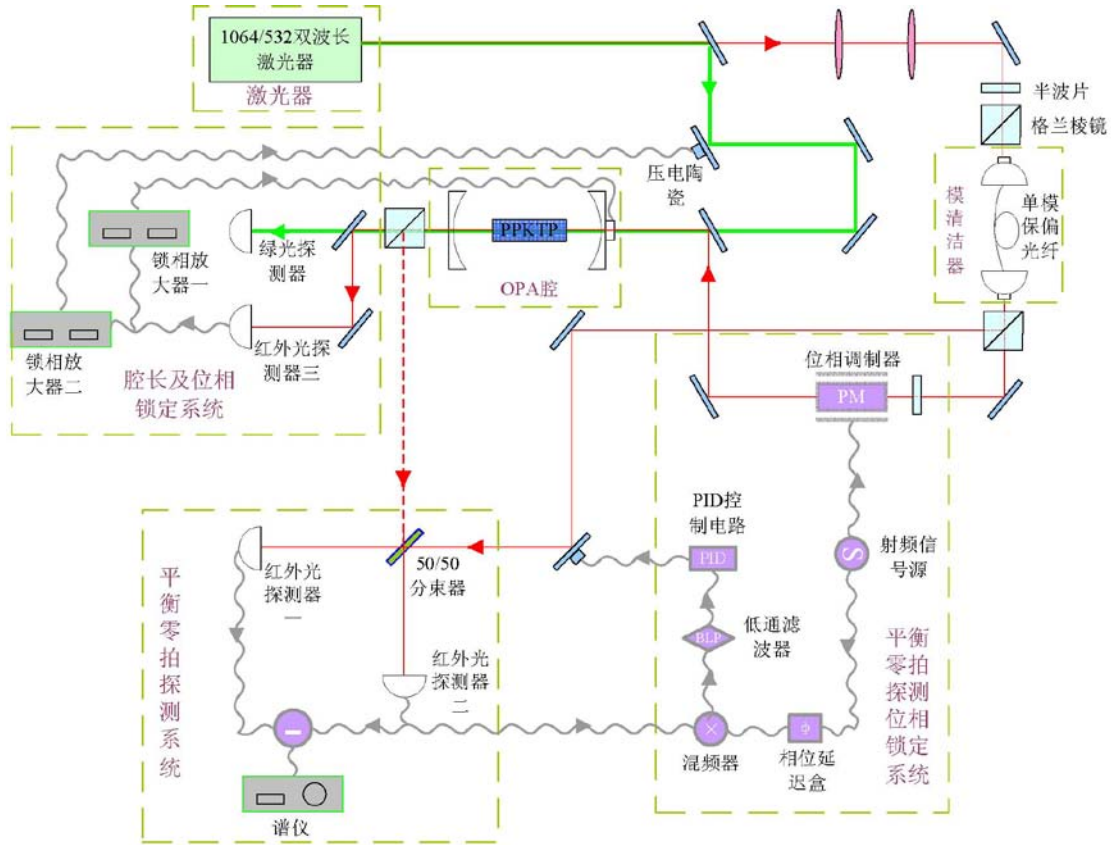 1064/532双波长
激光器
激光器
半波片
格兰棱镜
压电陶
瓷
模清洁器
单模
保偏
光纤
PPKTP
OPA腔
绿光探
测器
锁相放
大器一
红外光探
测器三
锁相放
大器二
腔长及位相
锁定系统
位相调制器
PM
PID控
制电路
PID
射频信
号源
S
低通滤
波器
BLP
50/50
分束器
红外光
探测器
一
红外光
探测器
二
平衡零拍探测系统
混频器
×
Φ
相位延
迟盒
平衡
零拍
探测
位相
锁定
系统
谱仪